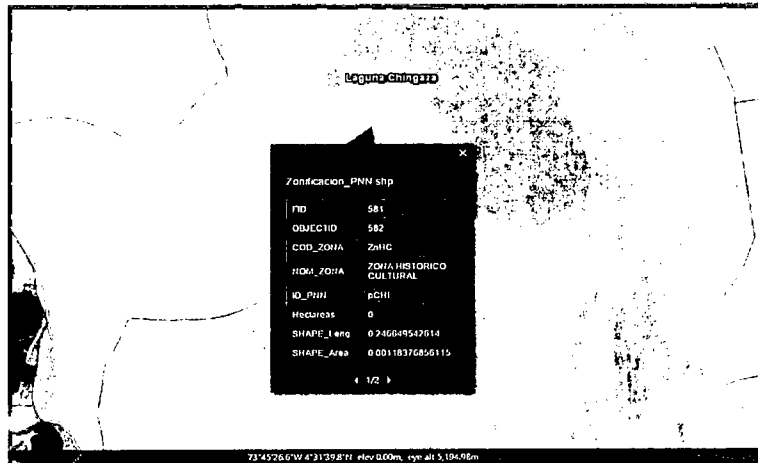 Laguna Chingaza
×
Zonificacion_PNN shp
FID 581
OBJECTID 582
COD_ZONA ZnHC
NOM_ZONA ZONA HISTORICO
CULTURAL
ID_PNN pCHI
Hectareas 0
SHAPE_Leng 0.246649542614
SHAPE_Area 0.00118376856115
1/2
73°45'26.6"W 4°31'39.8"N elev 0.00m, eye alt 5,194.98m